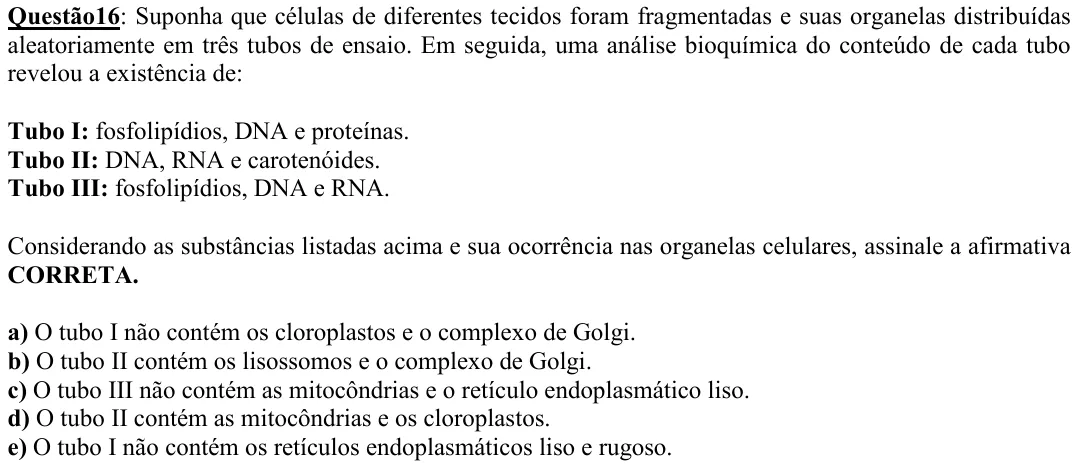 Questão16: Suponha que células de diferentes tecidos foram fragmentadas e suas organelas distribuídas
aleatoriamente em três tubos de ensaio. Em seguida, uma análise bioquímica do conteúdo de cada tubo
revelou a existência de:
Tubo I: fosfolipídios, DNA e proteínas.
Tubo II: DNA, RNA e carotenóides.
Tubo III: fosfolipídios, DNA e RNA.
Considerando as substâncias listadas acima e sua ocorrência nas organelas celulares, assinale a afirmativa
CORRETA.
a) O tubo I não contém os cloroplastos e o complexo de Golgi.
b) O tubo II contém os lisossomos e o complexo de Golgi.
c) O tubo III não contém as mitocôndrias e o retículo endoplasmático liso.
d) O tubo II contém as mitocôndrias e os cloroplastos.
e) O tubo I não contém os retículos endoplasmáticos liso e rugoso.